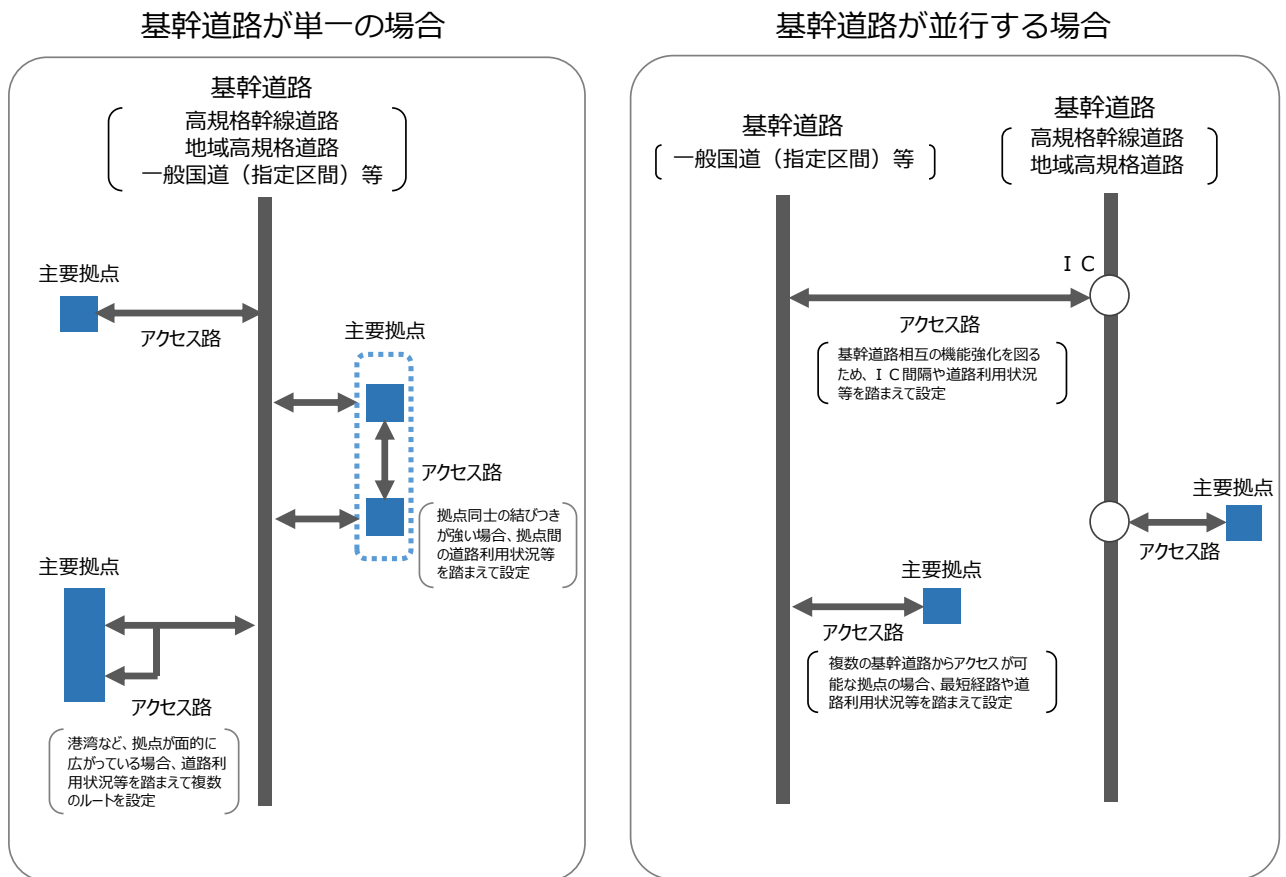 基幹道路が単一の場合
基幹道路
高規格幹線道路
地域高規格道路
一般国道（指定区間）等
主要拠点
アクセス路
主要拠点
アクセス路
拠点同士の結びつき
が強い場合、拠点間
の道路利用状況等
を踏まえて設定
主要拠点
アクセス路
港湾など、拠点が面的に
広がっている場合、道路利
用状況等を踏まえて複数
のルートを設定
基幹道路が並行する場合
基幹道路
一般国道（指定区間）等
基幹道路
高規格幹線道路
地域高規格道路
ＩＣ
アクセス路
基幹道路相互の機能強化を図る
ため、ＩＣ間隔や道路利用状況
等を踏まえて設定
主要拠点
アクセス路
主要拠点
アクセス路
複数の基幹道路からアクセスが可
能な拠点の場合、最短経路や道
路利用状況等を踏まえて設定